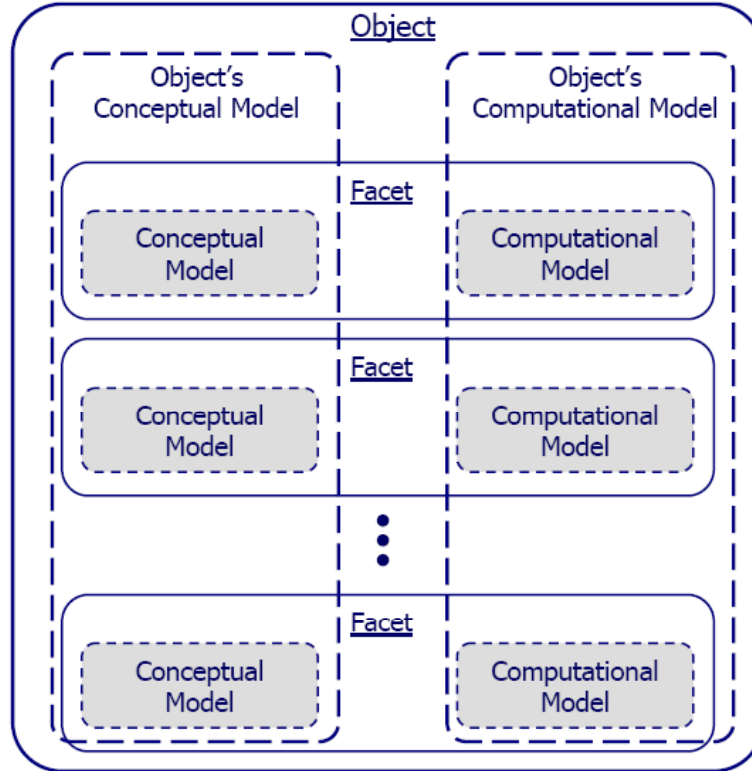 Object
Object's
Conceptual Model
Object's
Computational Model
Facet
Conceptual
Model
Computational
Model
Facet
Conceptual
Model
Computational
Model
Facet
Conceptual
Model
Computational
Model